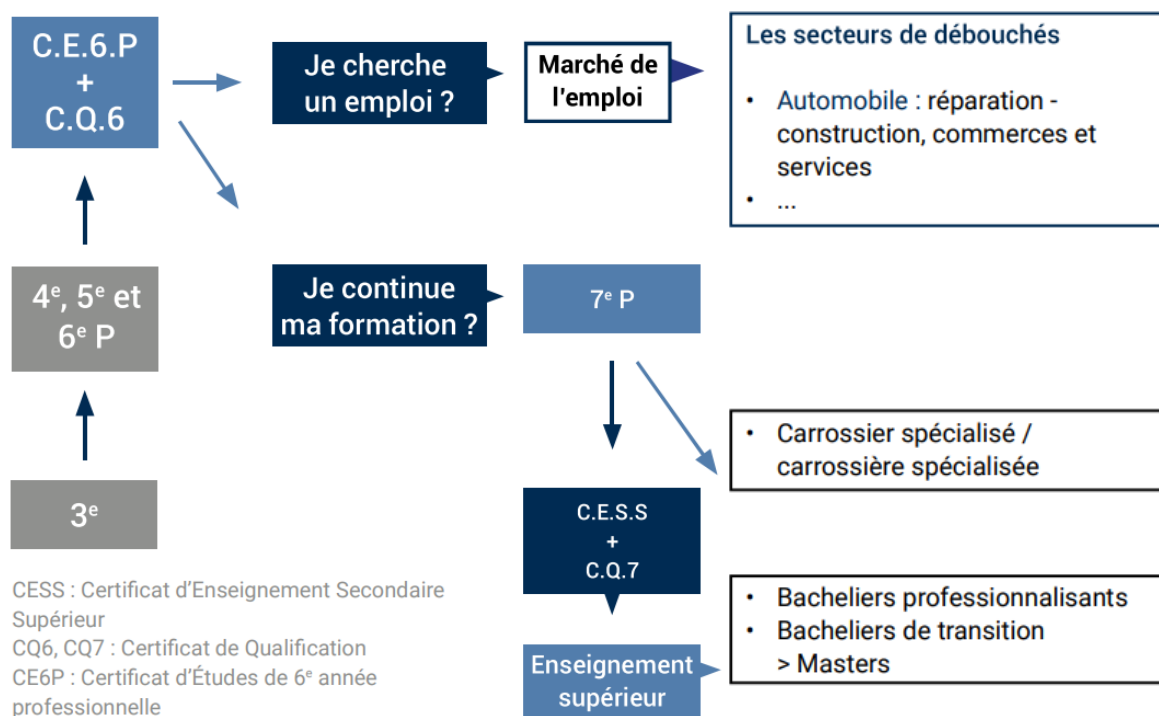 C.E.6.P
+
C.Q.6
Je cherche
un emploi ?
Marché de
l'emploi
Les secteurs de débouchés
• Automobile : réparation -
construction, commerces et
services
• ...
4e, 5e et
6e P
Je continue
ma formation ?
7e P
• Carrossier spécialisé /
carrossière spécialisée
3e
C.E.S.S
+
C.Q.7
CESS : Certificat d'Enseignement Secondaire
Supérieur
CQ6, CQ7 : Certificat de Qualification
CE6P : Certificat d'Études de 6e année
professionnelle
Enseignement
supérieur
• Bacheliers professionnalisants
• Bacheliers de transition
> Masters